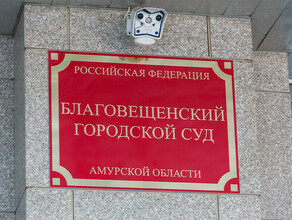 РОССИЙСКАЯ ФЕДЕРАЦИЯ
БЛАГОВЕЩЕНСКИЙ
ГОРОДСКОЙ СУД
АМУРСКОЙ ОБЛАСТИ